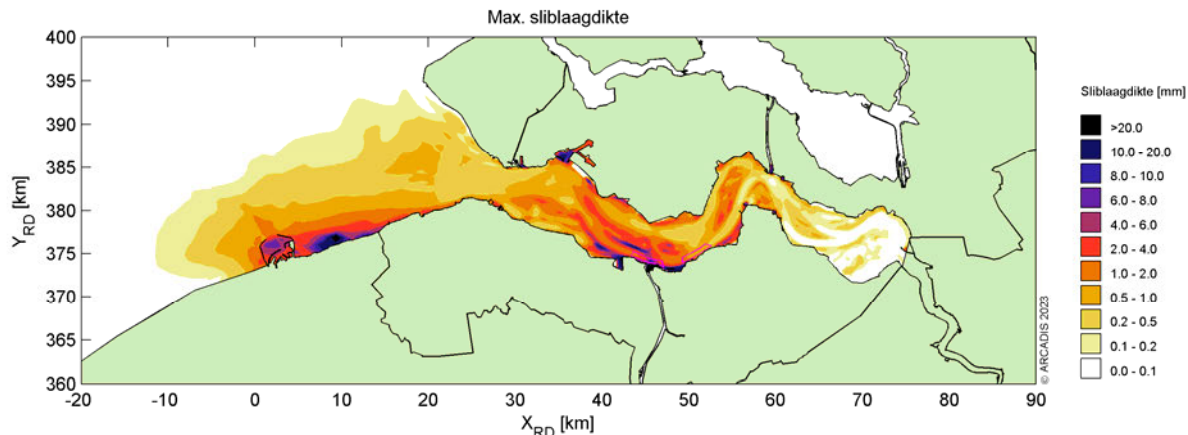 Max. sliblaagdikte
400
395
390
385
380
375
370
365
360
Y_RD [km]
-20
-10
0
10
20
30
40
50
60
70
80
90
X_RD [km]
© ARCADIS 2023
Sliblaagdikte [mm]
>20.0
10.0 - 20.0
8.0 - 10.0
6.0 - 8.0
4.0 - 6.0
2.0 - 4.0
1.0 - 2.0
0.5 - 1.0
0.2 - 0.5
0.1 - 0.2
0.0 - 0.1